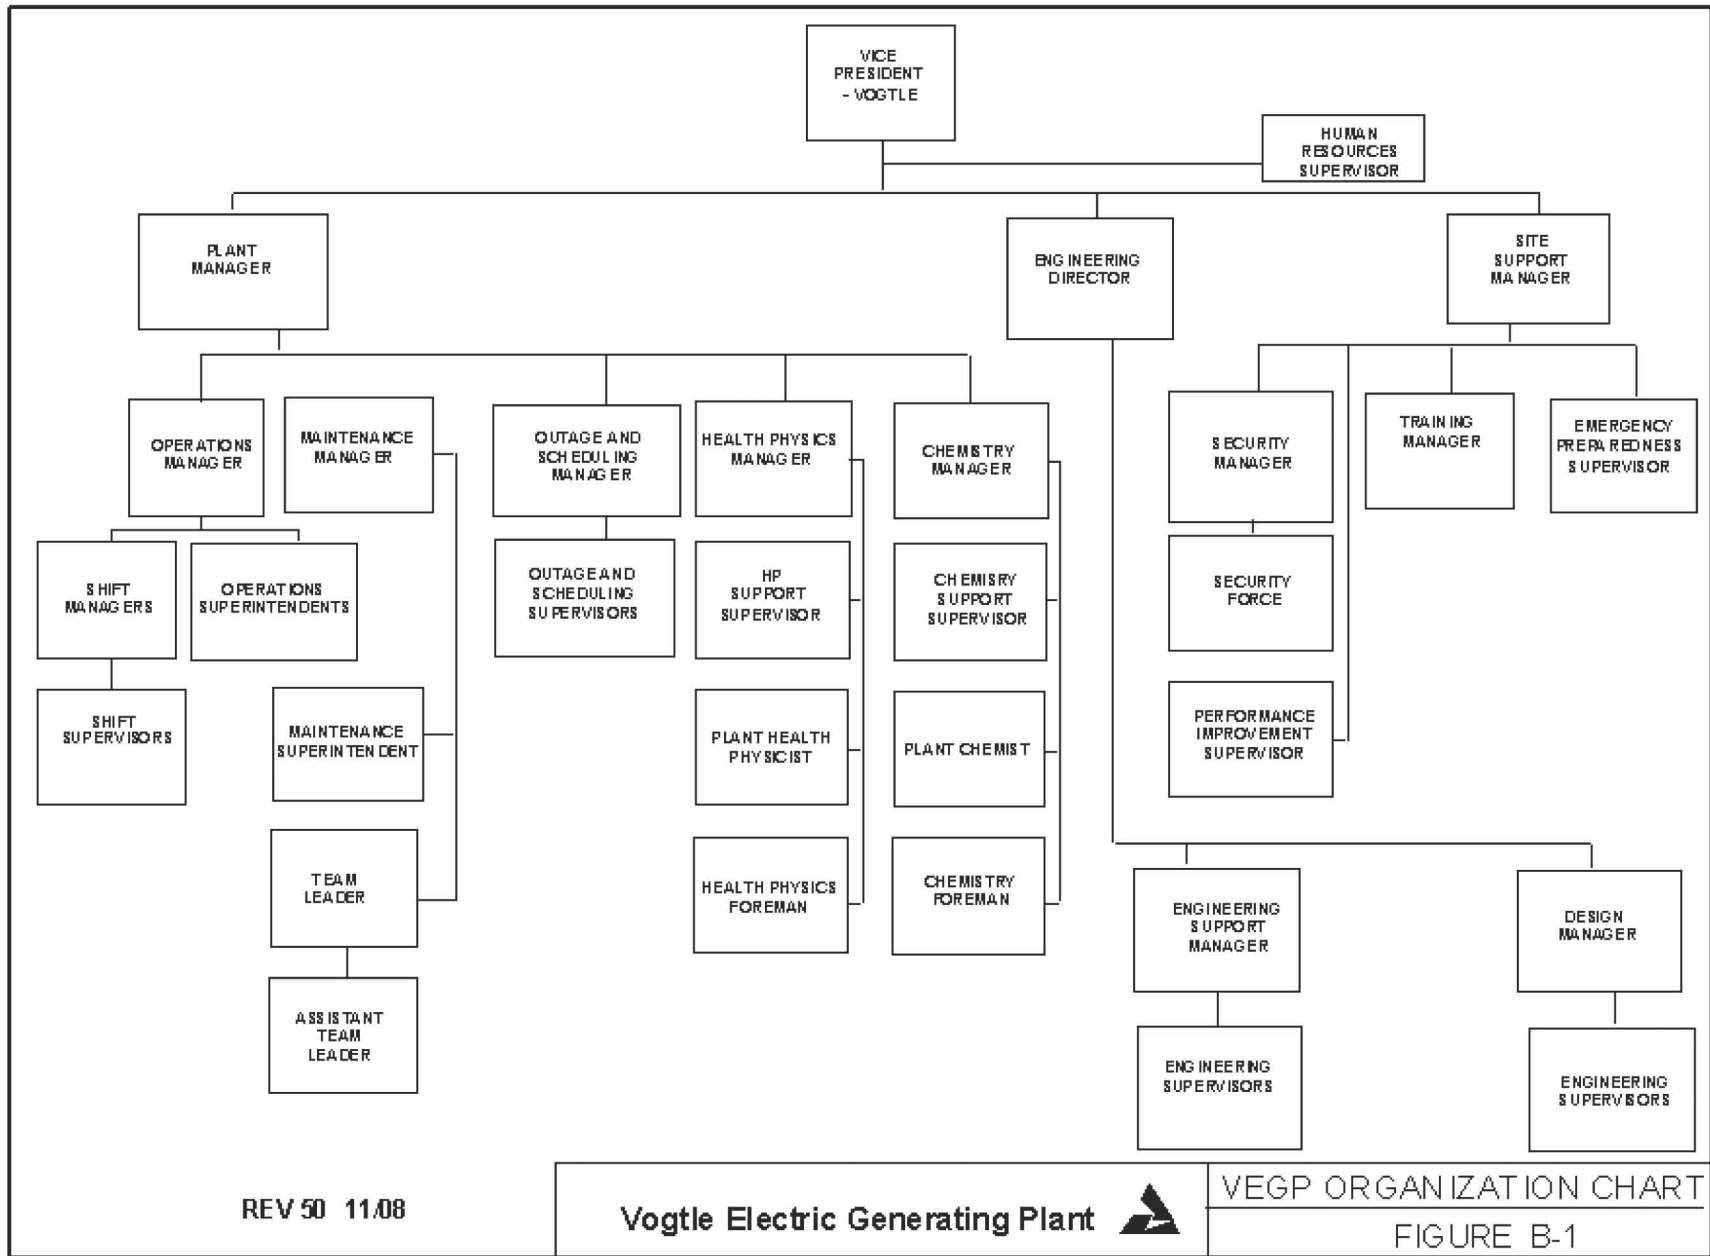 VICE
PRESIDENT
- VOGTLE
HUMAN
RESOURCES
SUPERVISOR
PLANT
MANAGER
ENGINEERING
DIRECTOR
SITE
SUPPORT
MANAGER
OPERATIONS
MANAGER
MAINTENANCE
MANAGER
OUTAGE AND
SCHEDULING
MANAGER
HEALTH PHYSICS
MANAGER
CHEMISTRY
MANAGER
SECURITY
MANAGER
TRAINING
MANAGER
EMERGENCY
PREPAREDNESS
SUPERVISOR
SHIFT
MANAGERS
OPERATIONS
SUPERINTENDENTS
OUTAGE AND
SCHEDULING
SUPERVISORS
HP
SUPPORT
SUPERVISOR
CHEMISRY
SUPPORT
SUPERVISOR
SECURITY
FORCE
SHIFT
SUPERVISORS
MAINTENANCE
SUPERINTENDENT
PLANT HEALTH
PHYSICIST
PLANT CHEMIST
PERFORMANCE
IMPROVEMENT
SUPERVISOR
TEAM
LEADER
HEALTH PHYSICS
FOREMAN
CHEMISTRY
FOREMAN
ENGINEERING
SUPPORT
MANAGER
DESIGN
MANAGER
ASSISTANT
TEAM
LEADER
ENGINEERING
SUPERVISORS
ENGINEERING
SUPERVISORS
REV 50 11/08
Vogtle Electric Generating Plant
VEGP ORGANIZATION CHART
FIGURE B-1